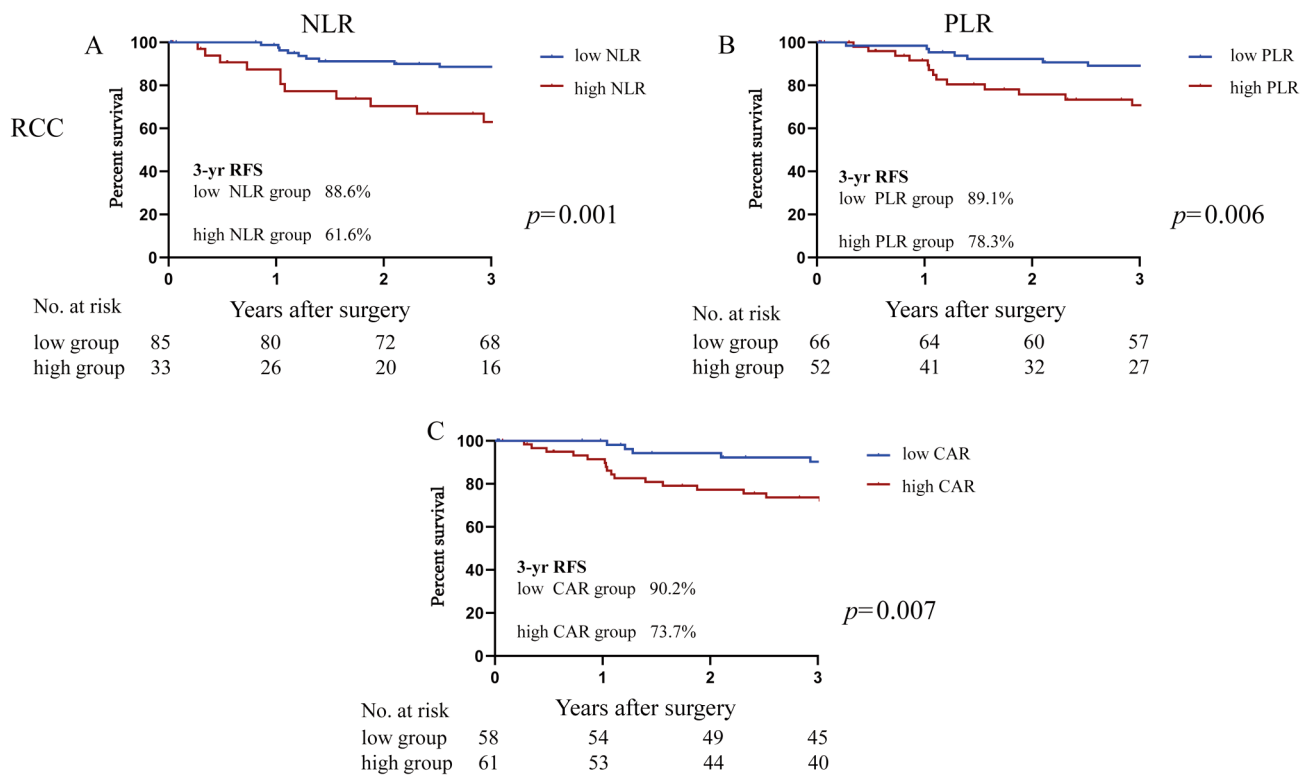 NLR
A
100
80
60
40
20
0
Percent survival
low NLR
high NLR
3-yr RFS
low NLR group 88.6%
high NLR group 61.6%
p=0.001
0 1 2 3
Years after surgery
No. at risk
low group 85 80 72 68
high group 33 26 20 16
RCC
PLR
B
100
80
60
40
20
0
Percent survival
low PLR
high PLR
3-yr RFS
low PLR group 89.1%
high PLR group 78.3%
p=0.006
0 1 2 3
Years after surgery
No. at risk
low group 66 64 60 57
high group 52 41 32 27
C
100
80
60
40
20
0
Percent survival
low CAR
high CAR
3-yr RFS
low CAR group 90.2%
high CAR group 73.7%
p=0.007
0 1 2 3
Years after surgery
No. at risk
low group 58 54 49 45
high group 61 53 44 40